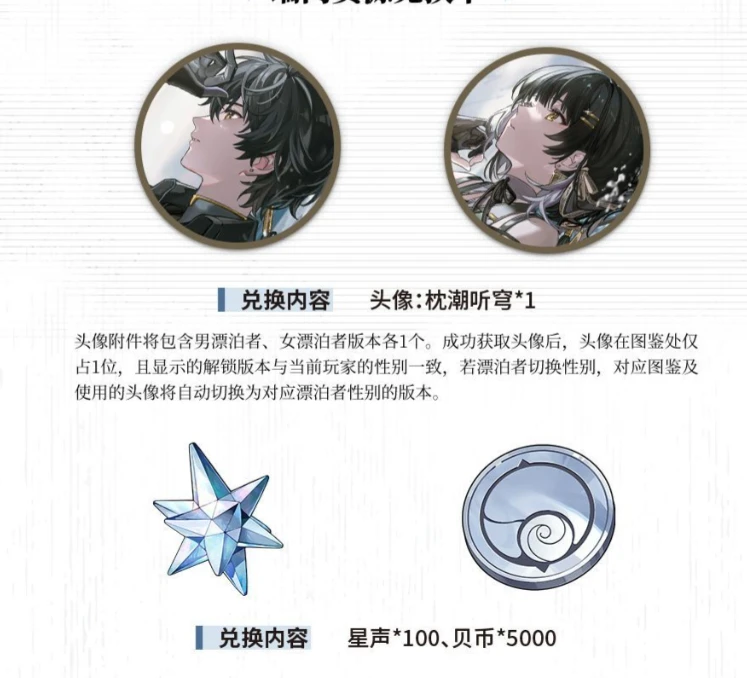 兑换内容 头像:枕潮听穹*1
头像附件将包含男漂泊者、女漂泊者版本各1个。成功获取头像后，头像在图鉴处仅
占1位，且显示的解锁版本与当前玩家的性别一致，若漂泊者切换性别，对应图鉴及
使用的头像将自动切换为对应漂泊者性别的版本。
兑换内容 星声*100、贝币*5000